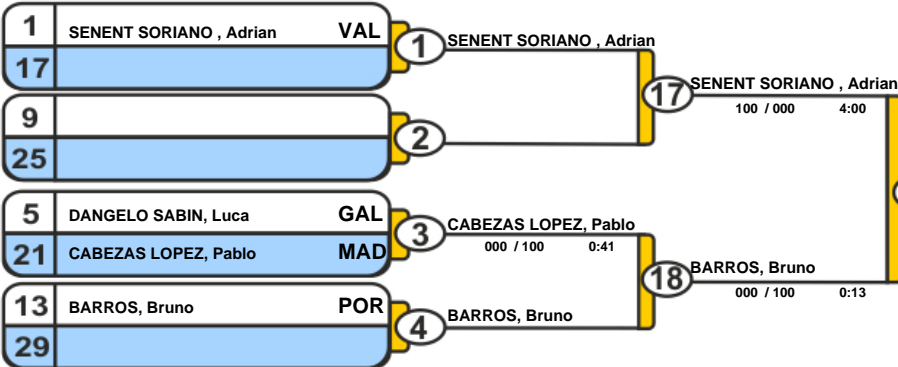 1 SENENT SORIANO , Adrian VAL
17
1 SENENT SORIANO , Adrian
9
25
2
17 SENENT SORIANO , Adrian
100 / 000 4:00
5 DANGELO SABIN, Luca GAL
21 CABEZAS LOPEZ, Pablo MAD
3 CABEZAS LOPEZ, Pablo
000 / 100 0:41
13 BARROS, Bruno POR
29
4 BARROS, Bruno
18 BARROS, Bruno
000 / 100 0:13